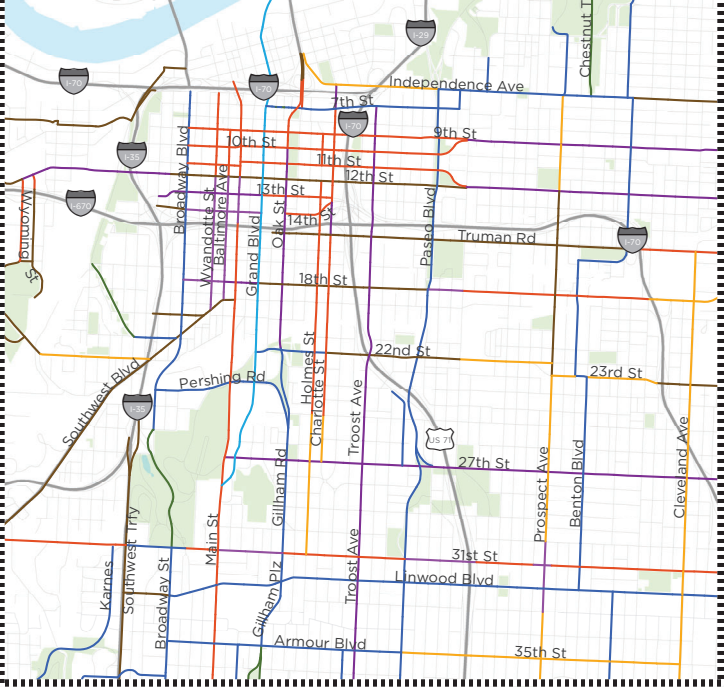 I-29
Chestnut T
I-70
I-70
Independence Ave
7th St
I-70
9th St
10th St
11th St
12th St
I-35
I-670
13th St
14th St
Broadway Blvd
Wyandotte St
Baltimore Ave
Grand Blvd
Oak St
Paseo Blvd
Wyoming St
Truman Rd
I-70
18th St
22nd St
23rd St
Pershing Rd
Holmes St
Charlotte St
Troost Ave
Southwest Blvd
I-35
US 71
27th St
Gillham Rd
Prospect Ave
Benton Blvd
Cleveland Ave
Main St
Southwest Trfy
31st St
Linwood Blvd
Karnes
Broadway St
Gillham Plz
Troost Ave
Armour Blvd
35th St